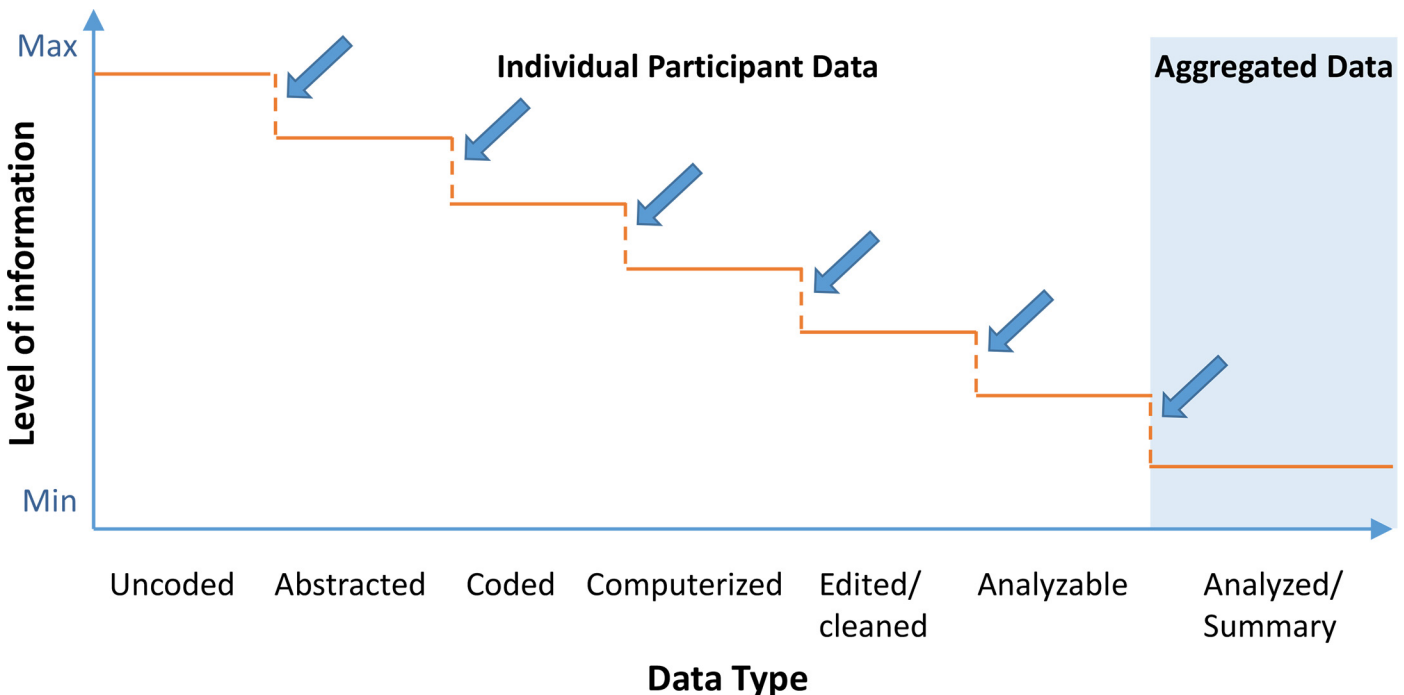 Max
Individual Participant Data
Aggregated Data
Level of information
Min
Uncoded
Abstracted
Coded
Computerized
Edited/
cleaned
Analyzable
Analyzed/
Summary
Data Type